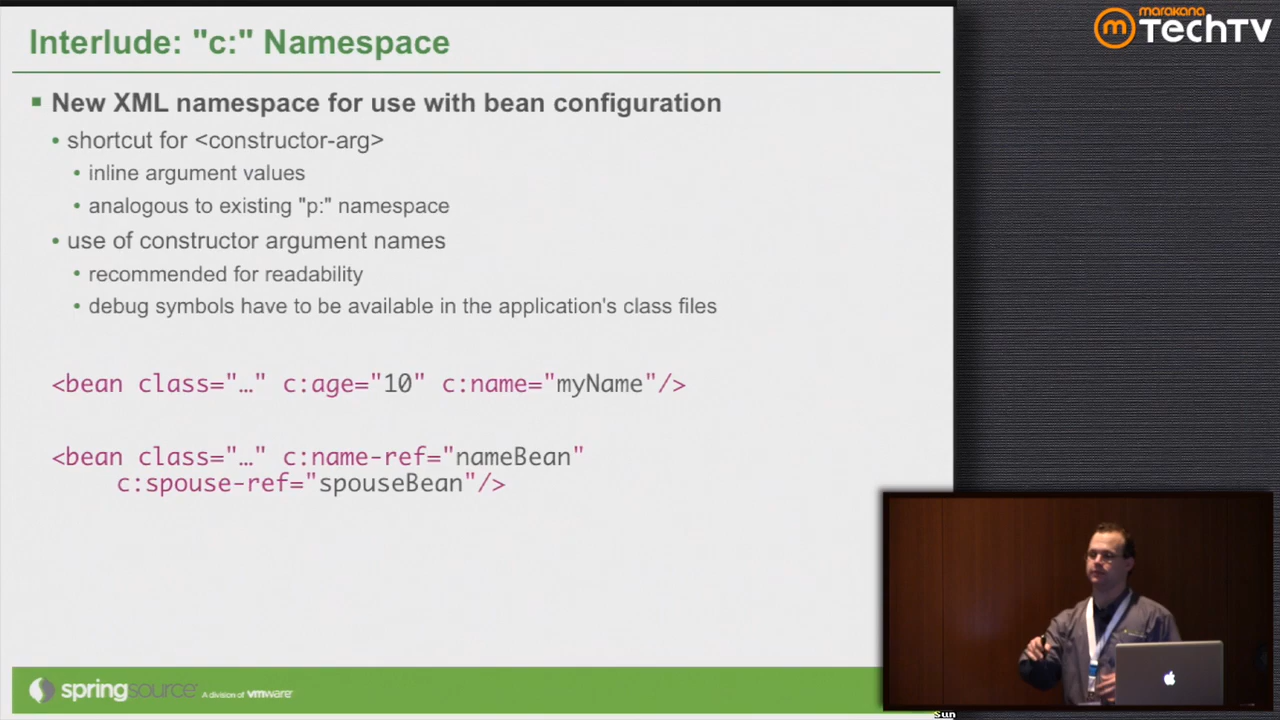 Interlude: "c:" Namespace
marakana
TechTV
New XML namespace for use with bean configuration
shortcut for <constructor-arg>
inline argument values
analogous to existing "p:" namespace
use of constructor argument names
recommended for readability
debug symbols have to be available in the application's class files
<bean class="…" c:age="10" c:name="myName"/>
<bean class="…" c:name-ref="nameBean"
c:spouse-ref="spouseBean"/>
springsource A division of vmware
Sun